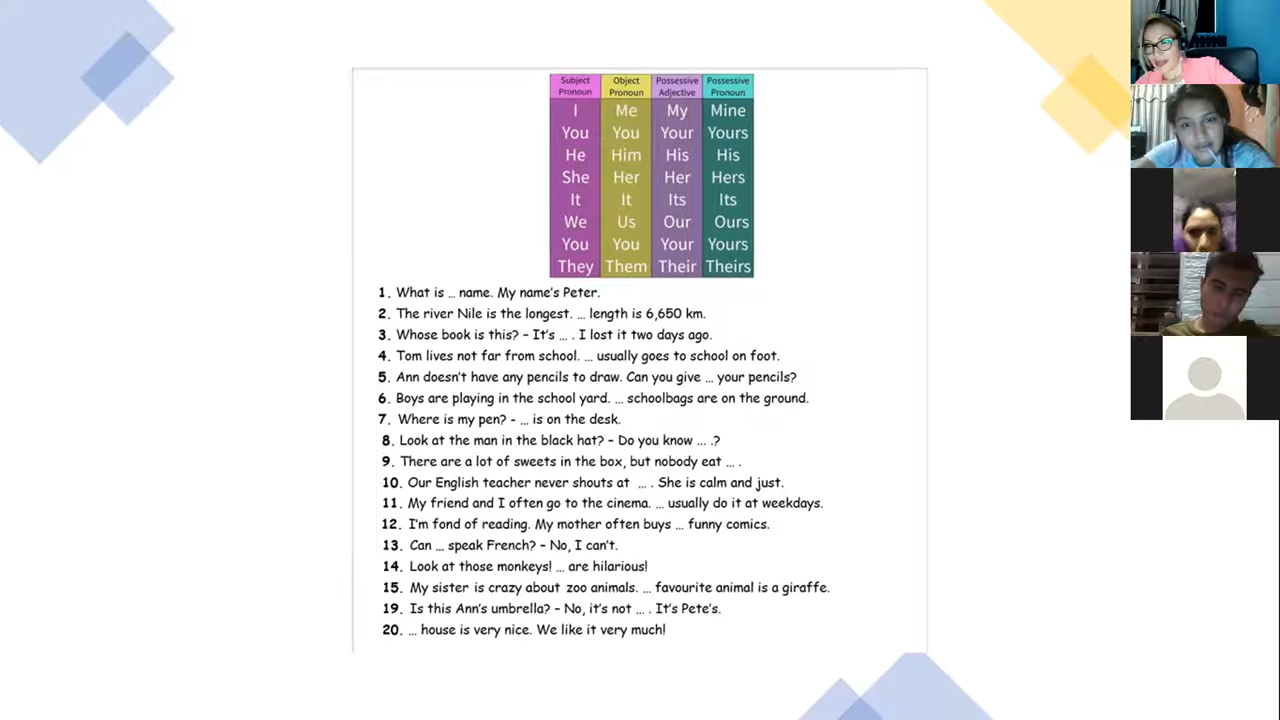 Subject Pronoun Object Pronoun Possessive Adjective Possessive Pronoun
I Me My Mine
You You Your Yours
He Him His His
She Her Her Hers
It It Its Its
We Us Our Ours
You You Your Yours
They Them Their Theirs
1. What is ... name. My name's Peter.
2. The river Nile is the longest. ... length is 6,650 km.
3. Whose book is this? – It's ... . I lost it two days ago.
4. Tom lives not far from school. ... usually goes to school on foot.
5. Ann doesn't have any pencils to draw. Can you give ... your pencils?
6. Boys are playing in the school yard. ... schoolbags are on the ground.
7. Where is my pen? - ... is on the desk.
8. Look at the man in the black hat? – Do you know ... .?
9. There are a lot of sweets in the box, but nobody eat ... .
10. Our English teacher never shouts at ... . She is calm and just.
11. My friend and I often go to the cinema. ... usually do it at weekdays.
12. I'm fond of reading. My mother often buys ... funny comics.
13. Can ... speak French? – No, I can't.
14. Look at those monkeys! ... are hilarious!
15. My sister is crazy about zoo animals. ... favourite animal is a giraffe.
19. Is this Ann's umbrella? – No, it's not ... . It's Pete's.
20. ... house is very nice. We like it very much!